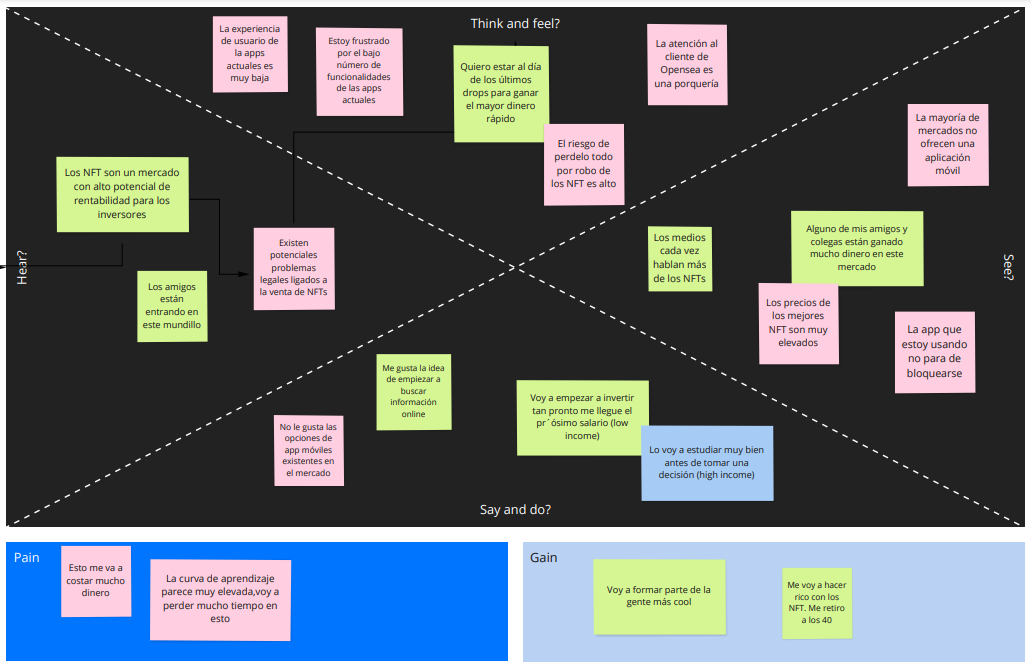 Think and feel?
La experiencia
de usuario de
la apps
actuales es
muy baja
Estoy frustrado
por el bajo
número de
funcionalidades
de las apps
actuales
Quiero estar al día
de los últimos
drops para ganar
el mayor dinero
rápido
El riesgo de
perdelo todo
por robo de
los NFT es alto
La atención al
cliente de
Opensea es
una porquería
Hear?
Los NFT son un mercado
con alto potencial de
rentabilidad para los
inversores
Los amigos
están
entrando en
este mundillo
Existen
potenciales
problemas
legales ligados a
la venta de NFTs
See?
La mayoría de
mercados no
ofrecen una
aplicación
móvil
Los medios
cada vez
hablan más
de los NFTs
Alguno de mis amigos y
colegas están ganado
mucho dinero en este
mercado
Los precios de
los mejores
NFT son muy
elevados
La app que
estoy usando
no para de
bloquearse
Me gusta la idea
de empiezar a
buscar
información
online
No le gusta las
opciones de
app móviles
existentes en
el mercado
Voy a empezar a invertir
tan pronto me llegue el
pr´ósimo salario (low
income)
Lo voy a estudiar muy bien
antes de tomar una
decisión (high income)
Say and do?
Pain
Esto me va a
costar mucho
dinero
La curva de aprendizaje
parece muy elevada,voy a
perder mucho tiempo en
esto
Gain
Voy a formar parte de la
gente más cool
Me voy a hacer
rico con los
NFT. Me retiro
a los 40